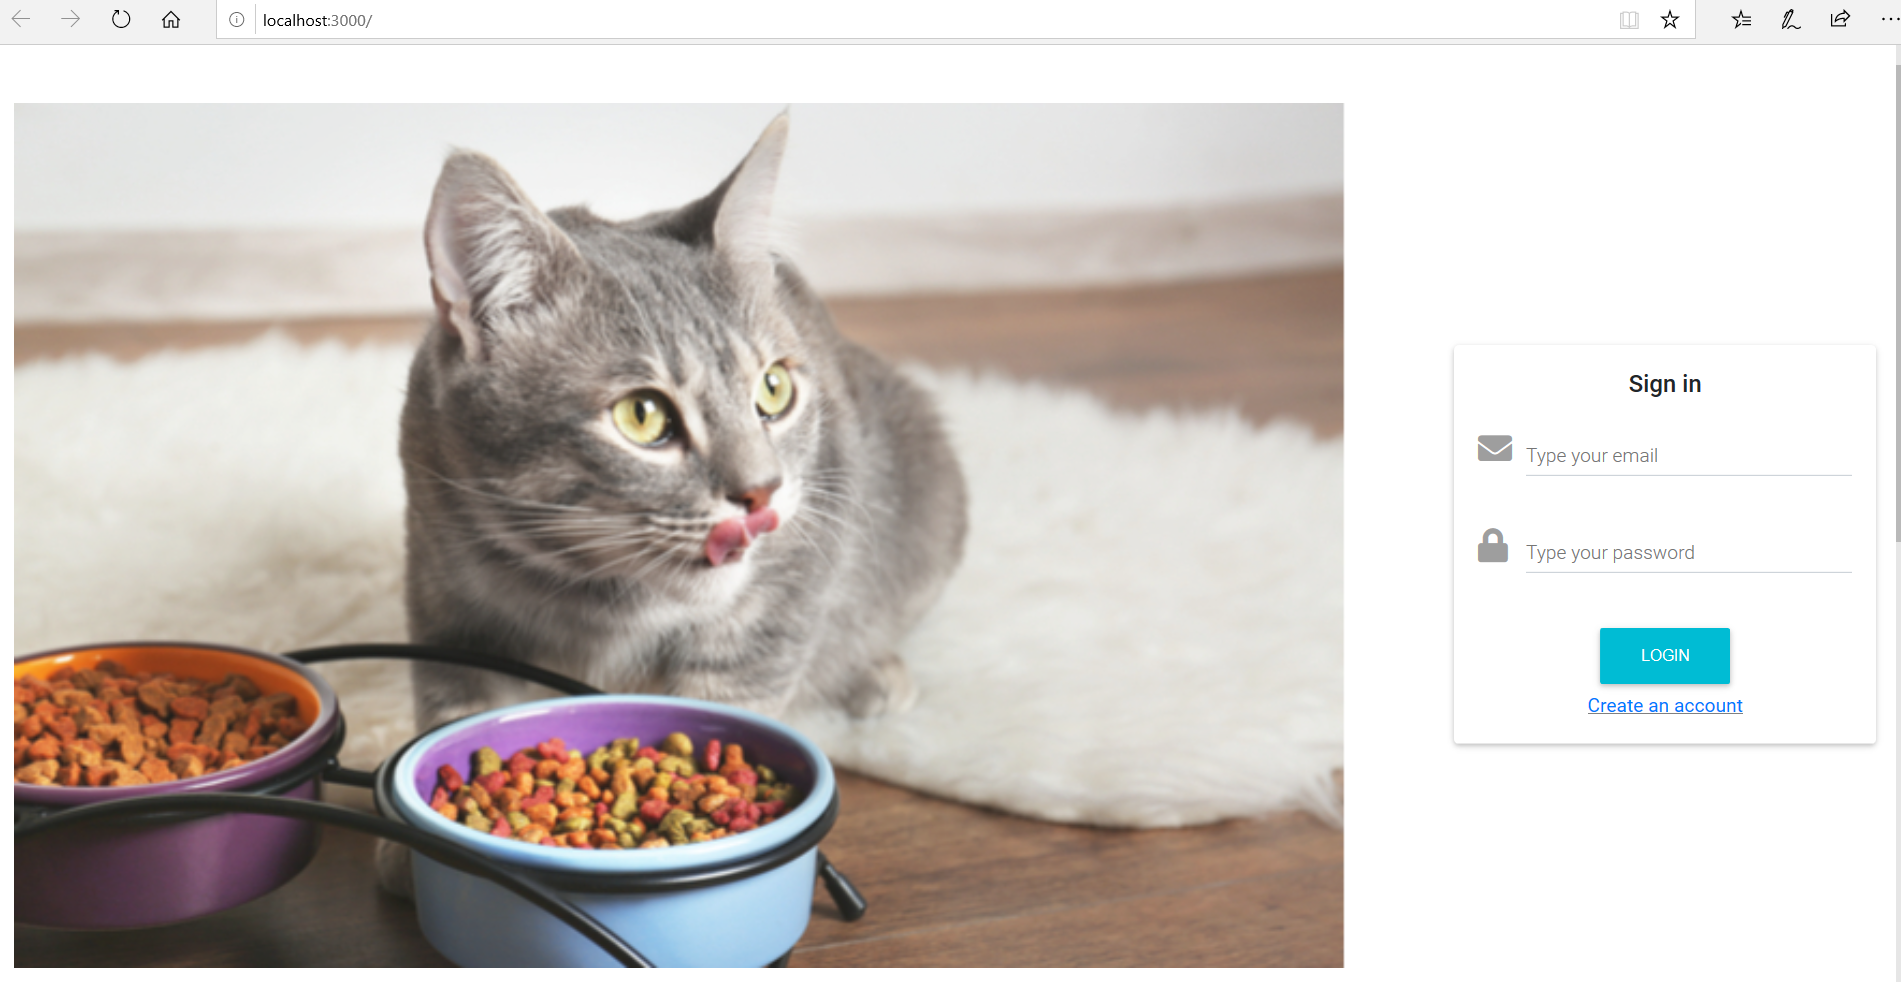 localhost:3000/
Sign in
Type your email
Type your password
LOGIN
Create an account